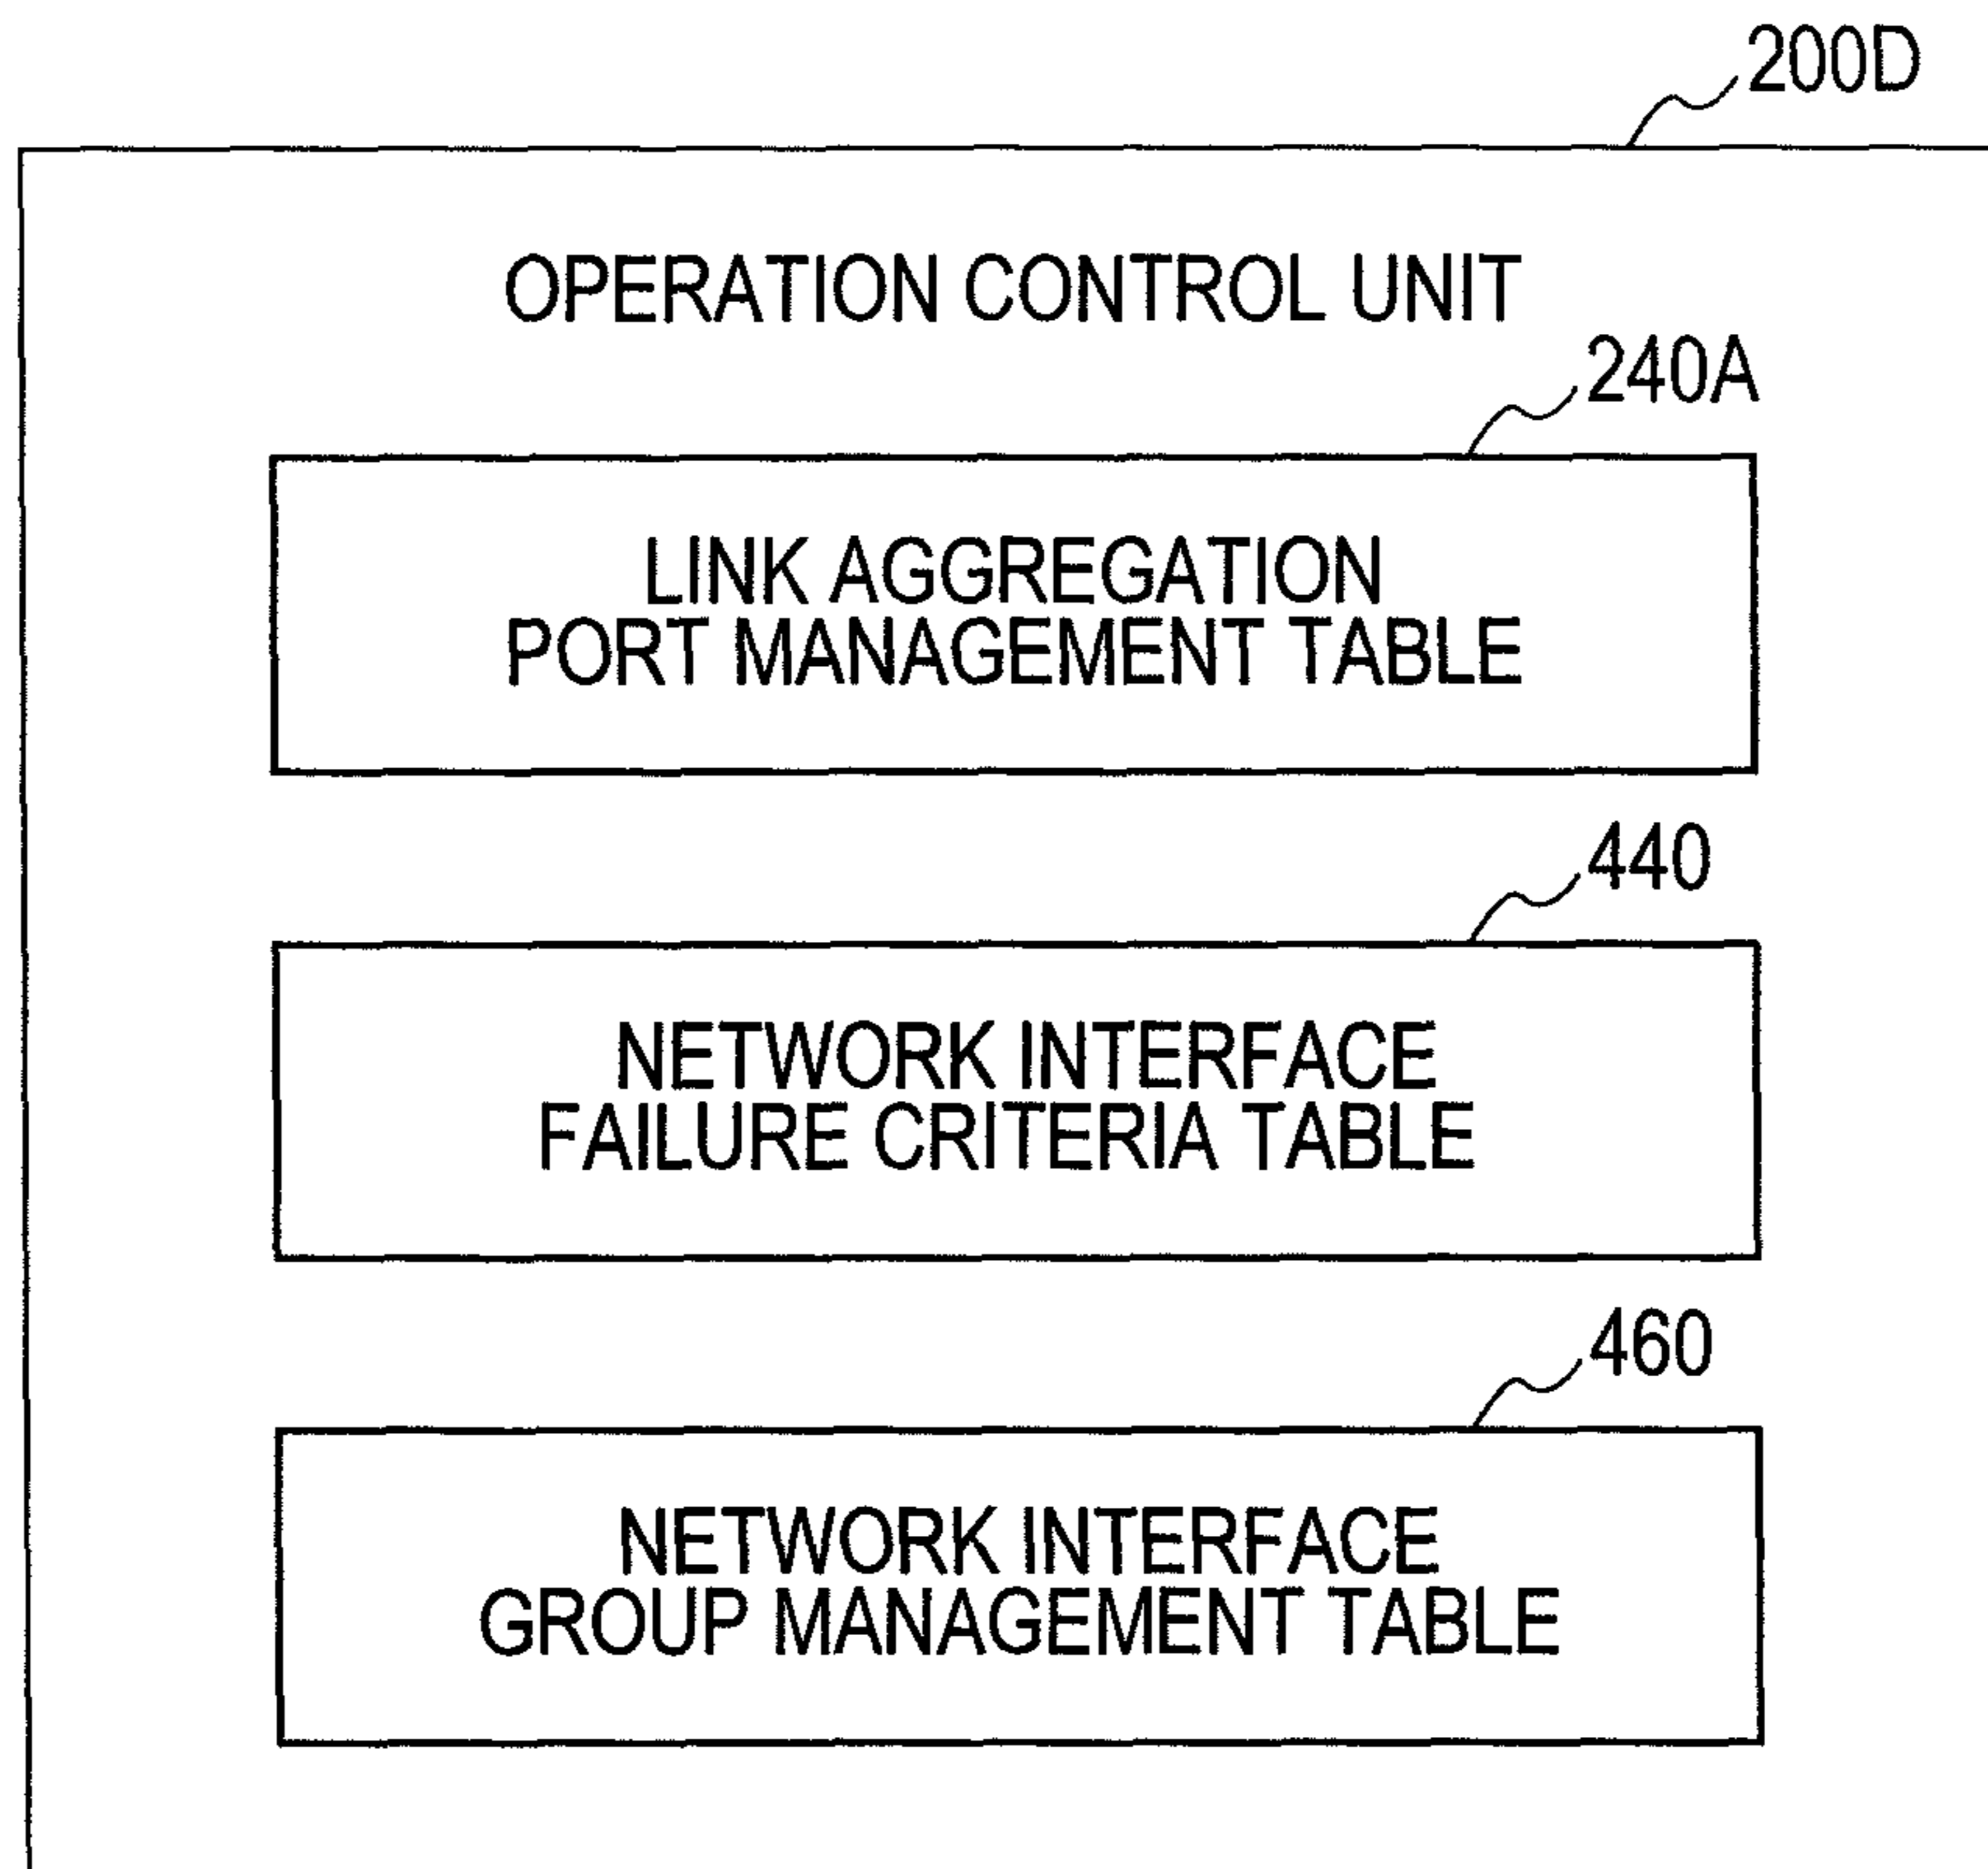 200D
OPERATION CONTROL UNIT
240A
LINK AGGREGATION
PORT MANAGEMENT TABLE
440
NETWORK INTERFACE
FAILURE CRITERIA TABLE
460
NETWORK INTERFACE
GROUP MANAGEMENT TABLE